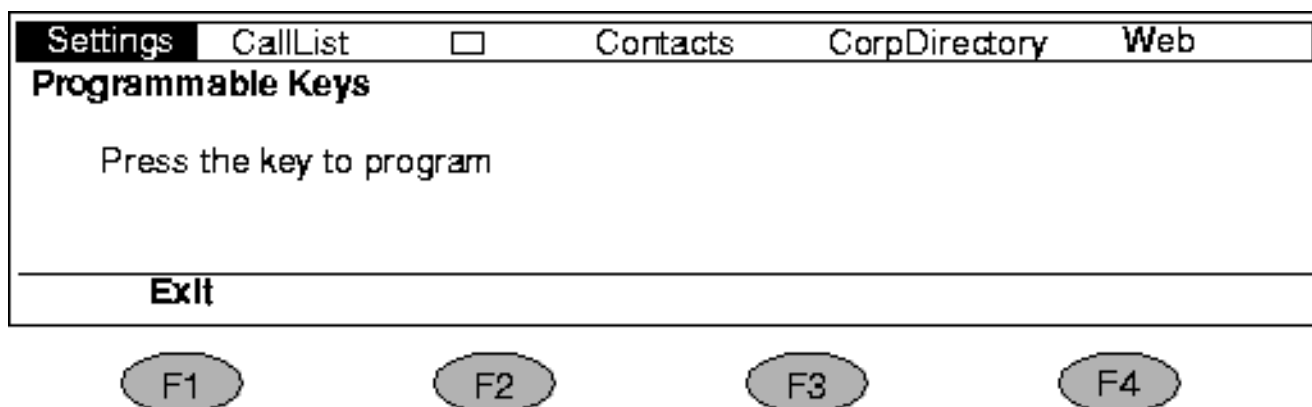 Settings CallList Contacts CorpDirectory Web
Programmable Keys
Press the key to program
Exit
F1 F2 F3 F4